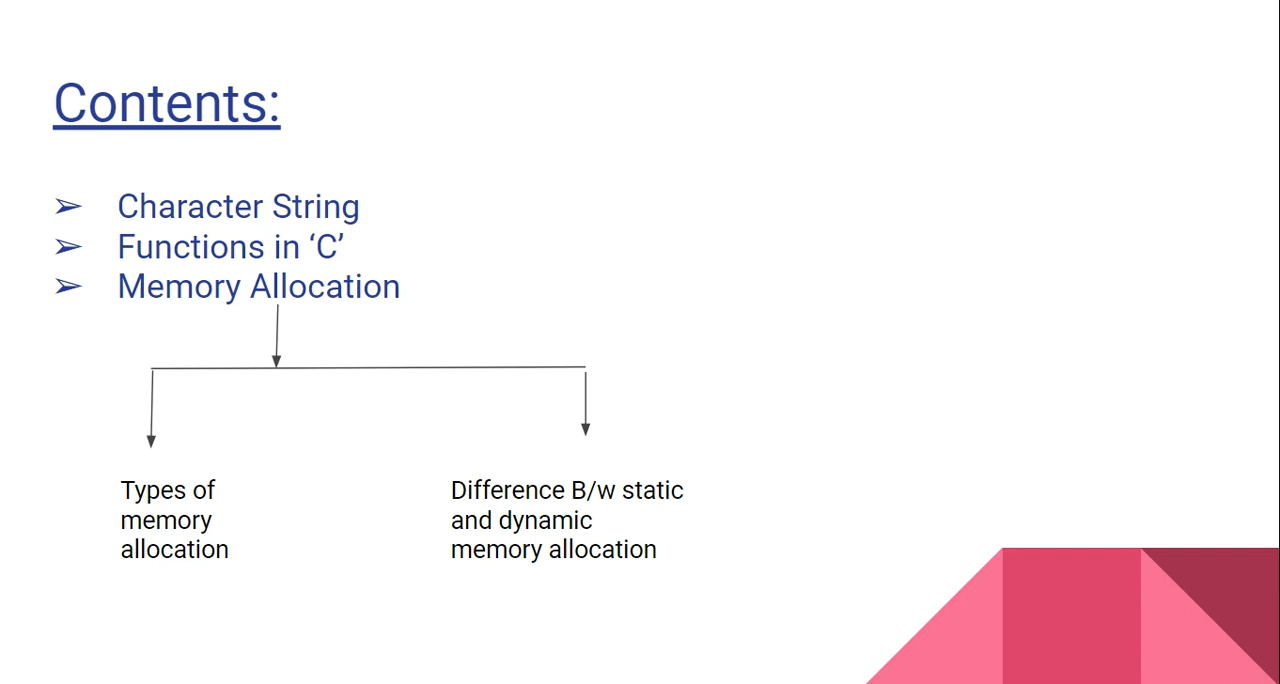 Contents:
➢ Character String
➢ Functions in ‘C’
➢ Memory Allocation
Types of
memory
allocation
Difference B/w static
and dynamic
memory allocation